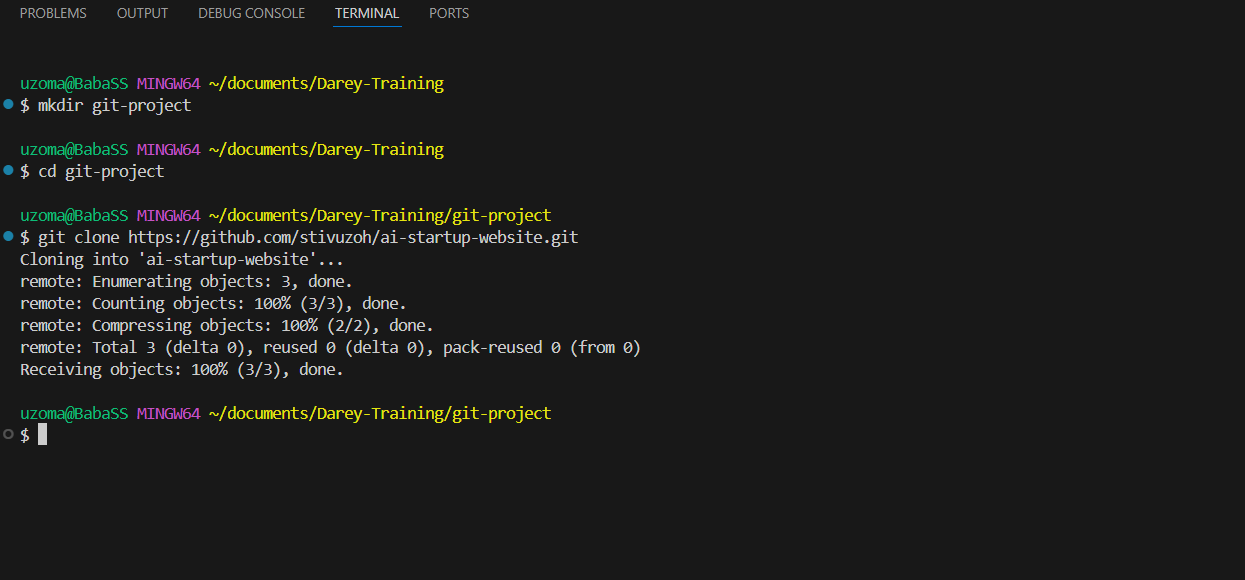 PROBLEMS OUTPUT DEBUG CONSOLE TERMINAL PORTS
uzoma@BabaSS MINGW64 ~/documents/Darey-Training
$ mkdir git-project
uzoma@BabaSS MINGW64 ~/documents/Darey-Training
$ cd git-project
uzoma@BabaSS MINGW64 ~/documents/Darey-Training/git-project
$ git clone https://github.com/stivuzoh/ai-startup-website.git
Cloning into 'ai-startup-website'...
remote: Enumerating objects: 3, done.
remote: Counting objects: 100% (3/3), done.
remote: Compressing objects: 100% (2/2), done.
remote: Total 3 (delta 0), reused 0 (delta 0), pack-reused 0 (from 0)
Receiving objects: 100% (3/3), done.
uzoma@BabaSS MINGW64 ~/documents/Darey-Training/git-project
$